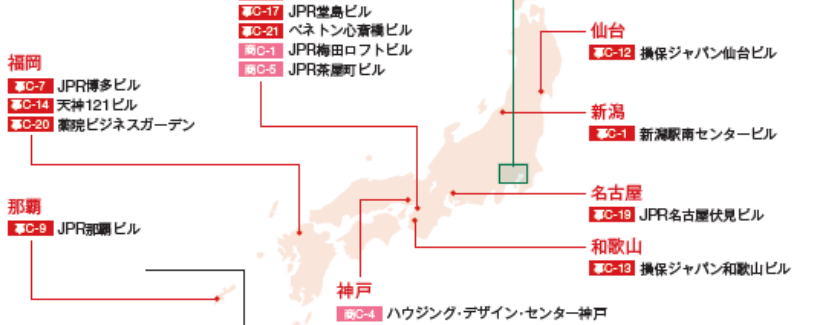 事C-17 JPR堂島ビル
事C-21 ベネトン心斎橋ビル
商C-1 JPR梅田ロフトビル
商C-5 JPR茶屋町ビル
福岡
事C-7 JPR博多ビル
事C-14 天神121ビル
事C-20 薬院ビジネスガーデン
那覇
事C-9 JPR那覇ビル
仙台
事C-12 損保ジャパン仙台ビル
新潟
事C-1 新潟駅南センタービル
名古屋
事C-19 JPR名古屋伏見ビル
和歌山
事C-13 損保ジャパン和歌山ビル
神戸
商C-4 ハウジング・デザイン・センター神戸